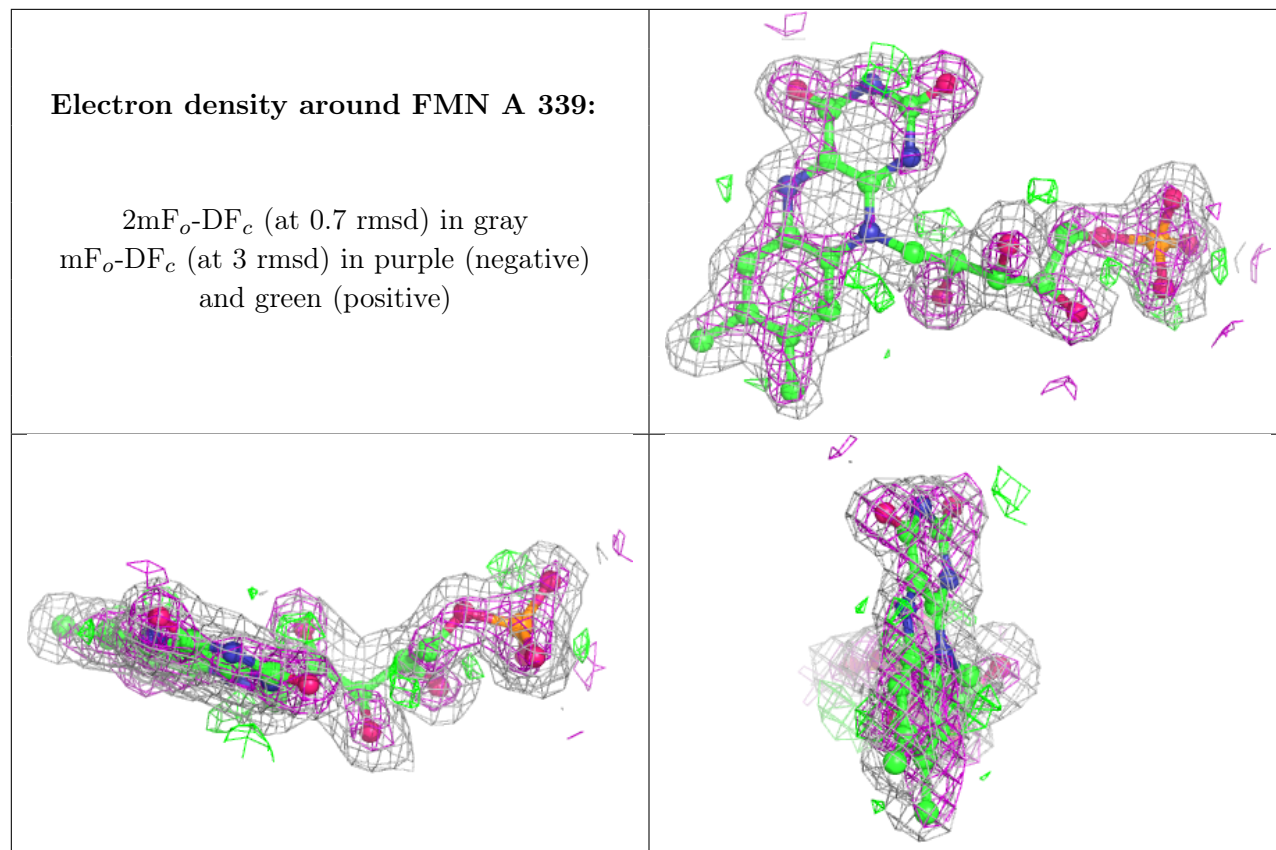 Electron density around FMN A 339:
2mFₒ-DF𝒸 (at 0.7 rmsd) in gray
mFₒ-DF𝒸 (at 3 rmsd) in purple (negative)
and green (positive)